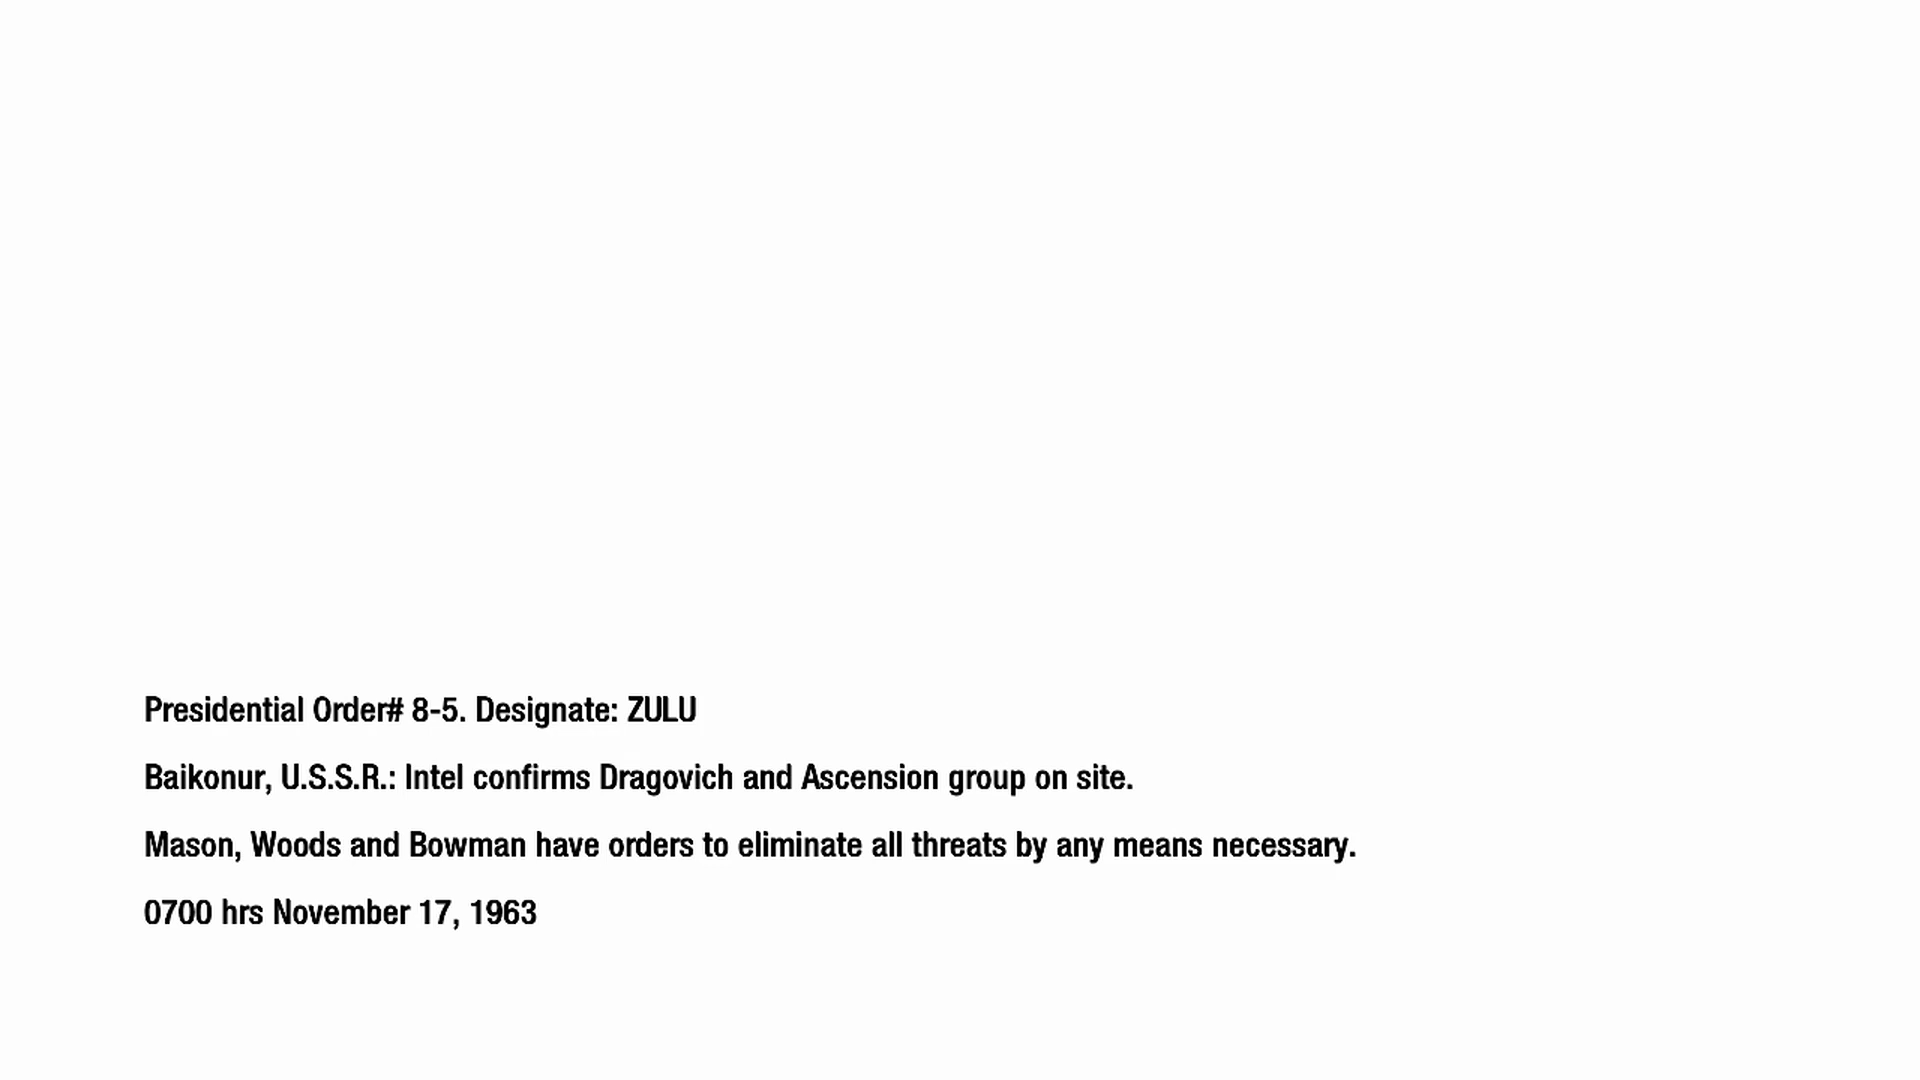 Presidential Order# 8-5. Designate: ZULU
Baikonur, U.S.S.R.: Intel confirms Dragovich and Ascension group on site.
Mason, Woods and Bowman have orders to eliminate all threats by any means necessary.
0700 hrs November 17, 1963